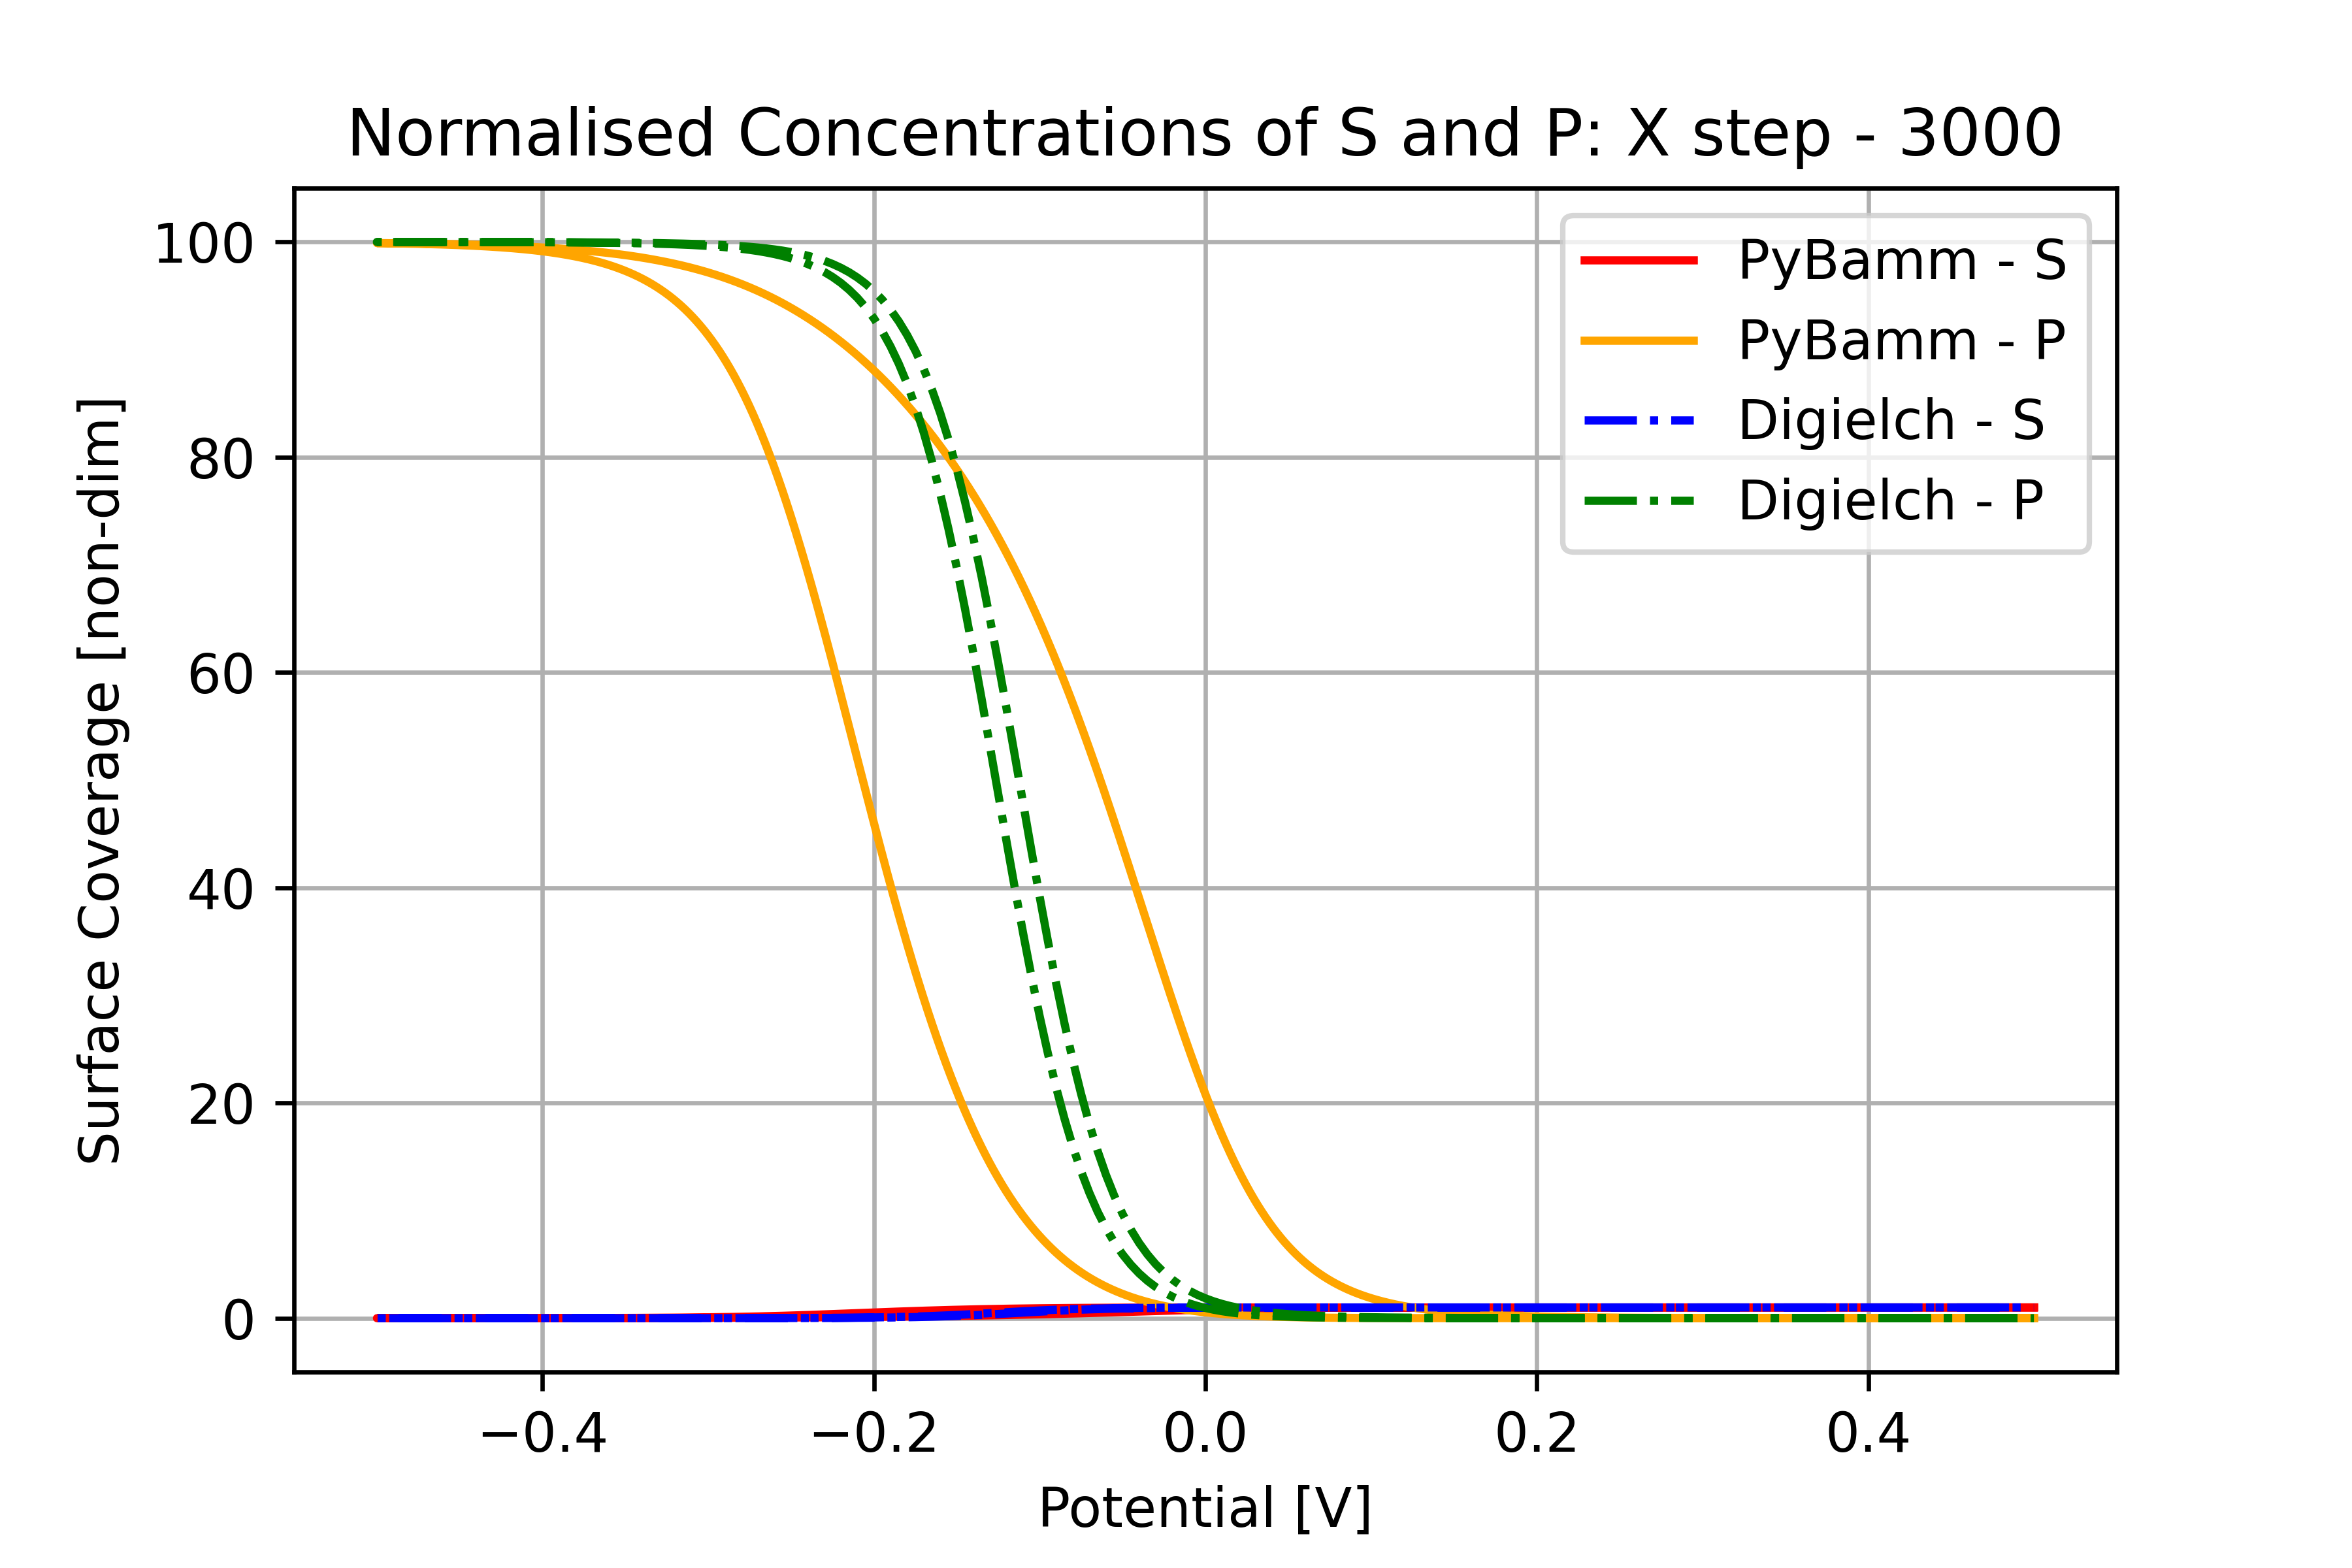 Normalised Concentrations of S and P: X step - 3000
PyBamm - S
PyBamm - P
Digielch - S
Digielch - P
Surface Coverage [non-dim]
100
80
60
40
20
0
−0.4
−0.2
0.0
0.2
0.4
Potential [V]